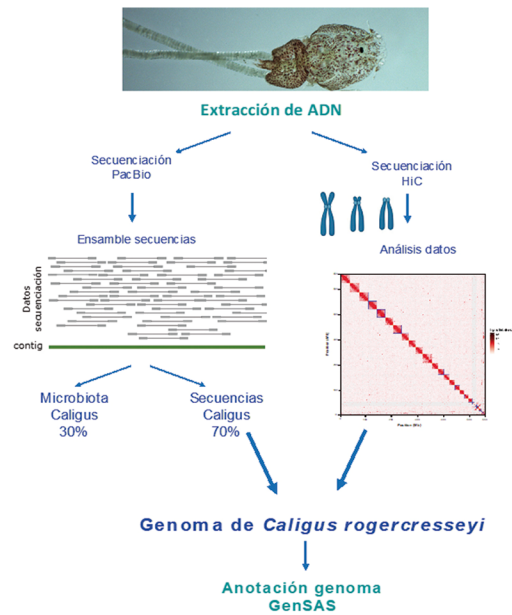 Extracción de ADN
Secuenciación
PacBio
Secuenciación
HiC
Ensamble secuencias
Análisis datos
Datos
secuenciación
contig
Microbiota
Caligus
30%
Secuencias
Caligus
70%
Genoma de Caligus rogercresseyi
Anotación genoma
GenSAS